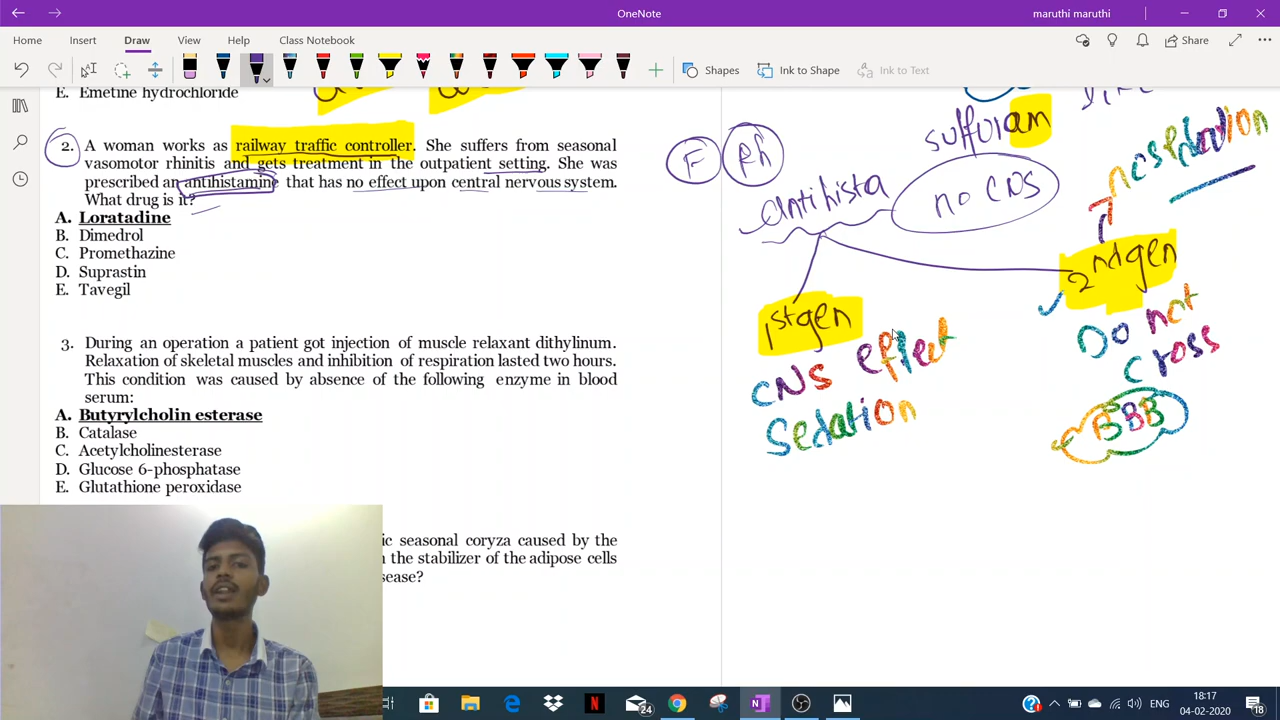 OneNote
maruthi maruthi
Home Insert Draw View Help Class Notebook
Share
Shapes
Ink to Shape
Ink to Text
E. Emetine hydrochloride
2. A woman works as railway traffic controller. She suffers from seasonal
vasomotor rhinitis and gets treatment in the outpatient setting. She was
prescribed an antihistamine that has no effect upon central nervous system.
What drug is it?
A. Loratadine
B. Dimedrol
C. Promethazine
D. Suprastin
E. Tavegil
3. During an operation a patient got injection of muscle relaxant dithylinum.
Relaxation of skeletal muscles and inhibition of respiration lasted two hours.
This condition was caused by absence of the following enzyme in blood
serum:
A. Butyrylcholin esterase
B. Catalase
C. Acetylcholinesterase
D. Glucose 6-phosphatase
E. Glutathione peroxidase
ic seasonal coryza caused by the
the stabilizer of the adipose cells
sease?
F Rh
antihista
no CNS
1st gen
CNS effect
Sedation
2nd gen
Do not
cross
BBB
24
ENG
18:17
04-02-2020
18